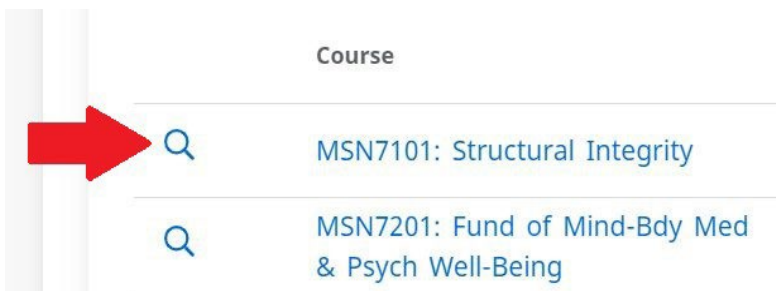 Course
MSN7101: Structural Integrity
MSN7201: Fund of Mind-Bdy Med
& Psych Well-Being